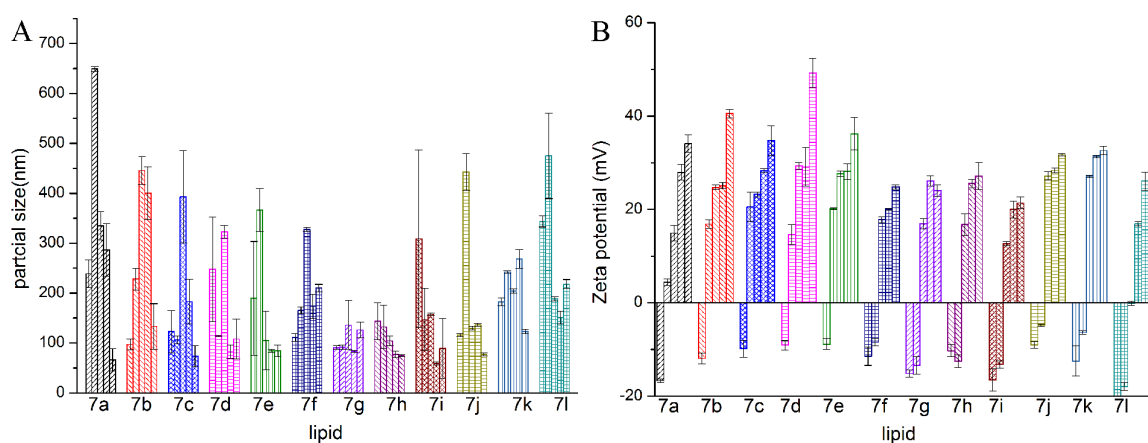 A
partcial size(nm)
700
650
600
500
400
300
200
100
0
7a 7b 7c 7d 7e 7f 7g 7h 7i 7j 7k 7l
lipid
B
Zeta potential (mV)
60
40
20
0
-20
7a 7b 7c 7d 7e 7f 7g 7h 7i 7j 7k 7l
lipid